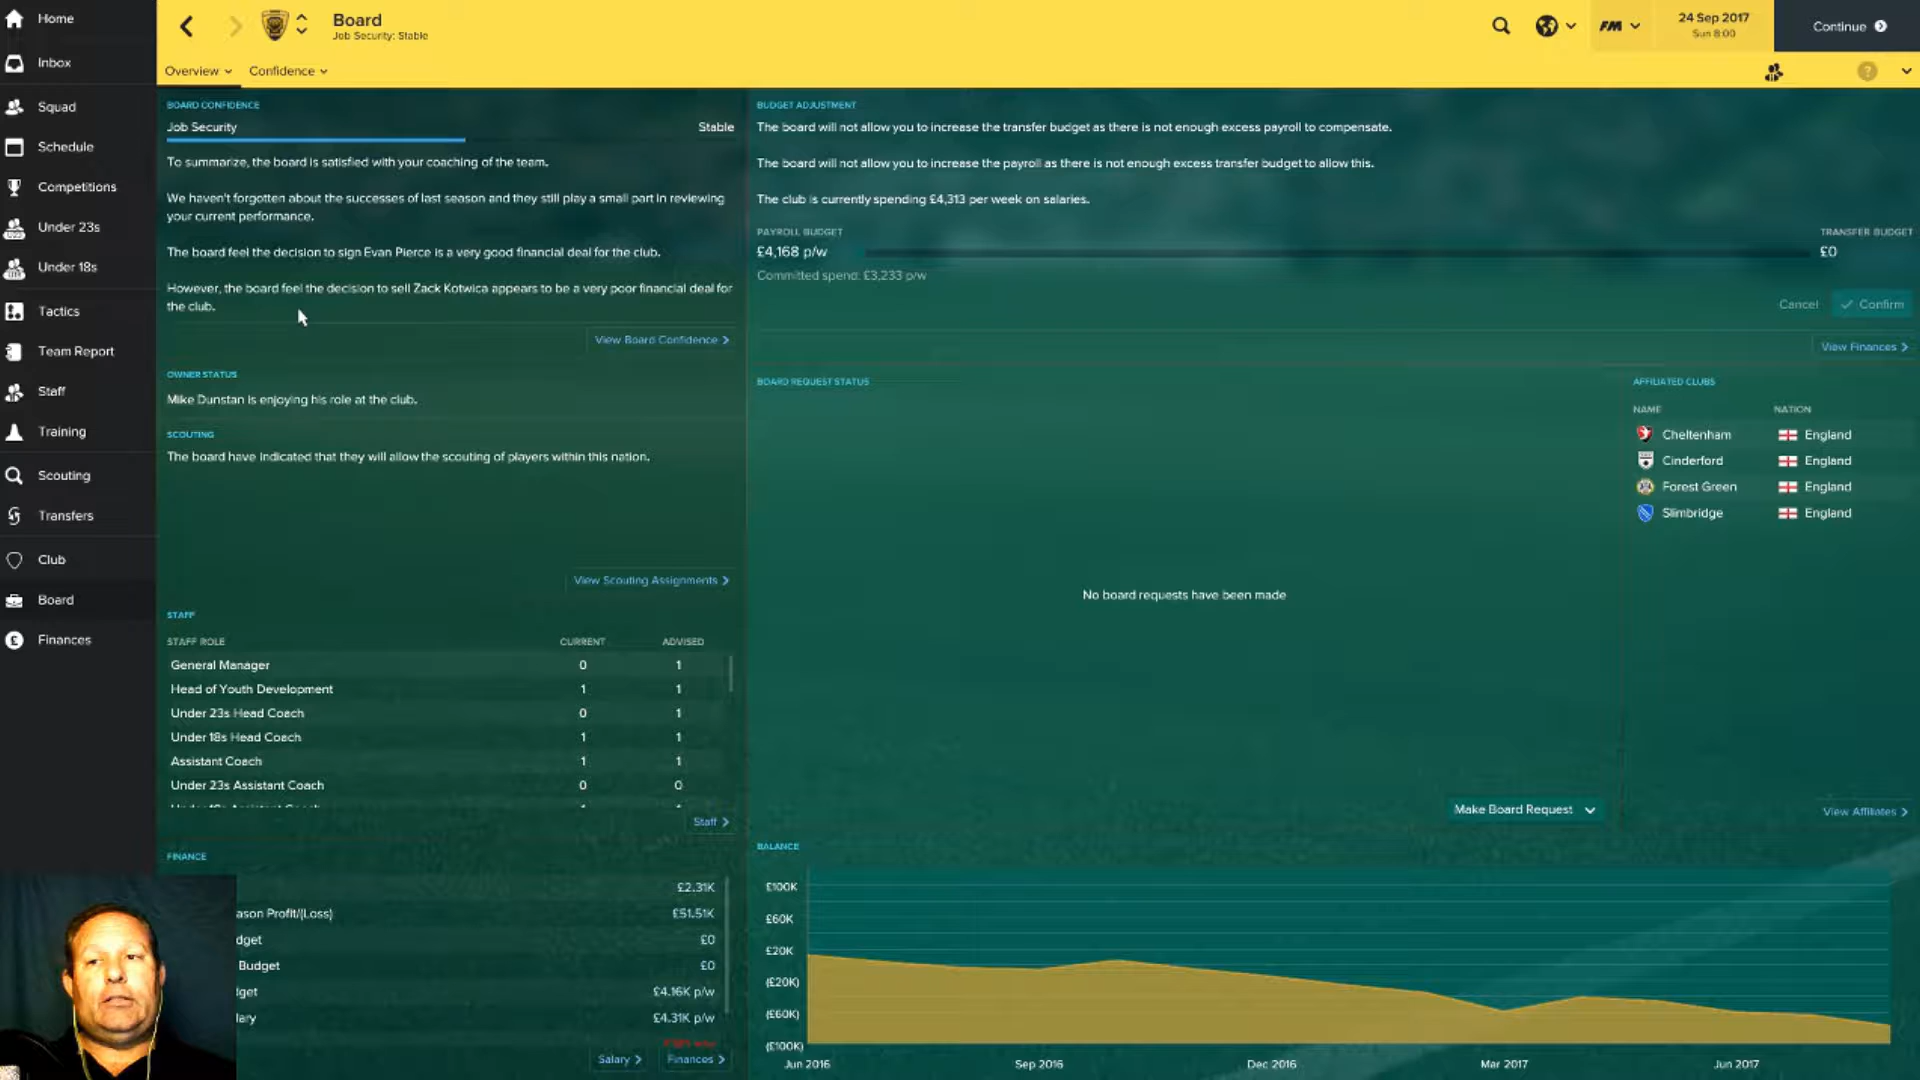 Home
Inbox
Squad
Schedule
Competitions
Under 23s
Under 18s
Tactics
Team Report
Staff
Training
Scouting
Transfers
Club
Board
Finances
Board
Job Security: Stable
FM
24 Sep 2017
Sun 8:00
Continue
Overview
Confidence
?
BOARD CONFIDENCE
Job Security
Stable
To summarize, the board is satisfied with your coaching of the team.
We haven't forgotten about the successes of last season and they still play a small part in reviewing
your current performance.
The board feel the decision to sign Evan Pierce is a very good financial deal for the club.
However, the board feel the decision to sell Zack Kotwica appears to be a very poor financial deal for
the club.
View Board Confidence
OWNER STATUS
Mike Dunstan is enjoying his role at the club.
SCOUTING
The board have indicated that they will allow the scouting of players within this nation.
View Scouting Assignments
STAFF
STAFF ROLE CURRENT ADVISED
General Manager 0 1
Head of Youth Development 1 1
Under 23s Head Coach 0 1
Under 18s Head Coach 1 1
Assistant Coach 1 1
Under 23s Assistant Coach 0 0
Staff
FINANCE
£2.31K
ason Profit/(Loss) £51.51K
dget £0
Budget £0
lget £4.16K p/w
lary £4.31K p/w
Salary
Finances
BUDGET ADJUSTMENT
The board will not allow you to increase the transfer budget as there is not enough excess payroll to compensate.
The board will not allow you to increase the payroll as there is not enough excess transfer budget to allow this.
The club is currently spending £4,313 per week on salaries.
PAYROLL BUDGET
£4,168 p/w
Committed spend: £3,233 p/w
TRANSFER BUDGET
£0
Cancel
Confirm
View Finances
BOARD REQUEST STATUS
No board requests have been made
Make Board Request
AFFILIATED CLUBS
NAME NATION
Cheltenham England
Cinderford England
Forest Green England
Slimbridge England
View Affiliates
BALANCE
£100K
£60K
£20K
(£20K)
(£60K)
(£100K)
Jun 2016
Sep 2016
Dec 2016
Mar 2017
Jun 2017